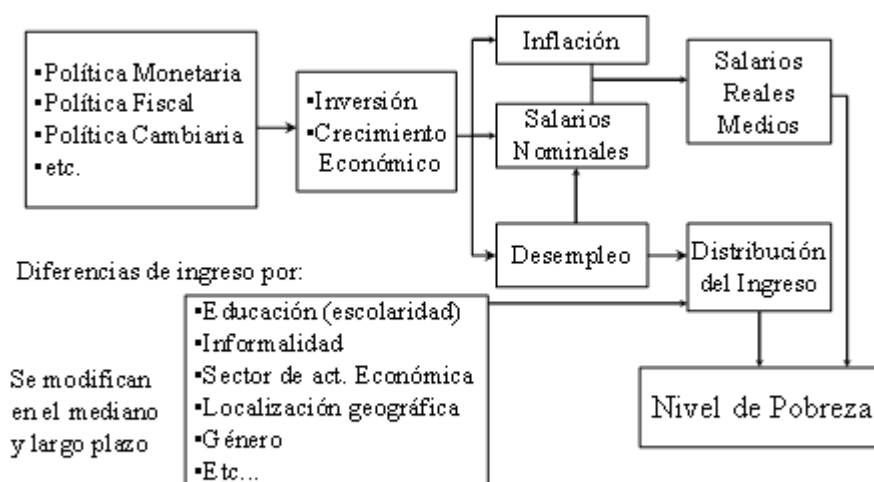 ▪Política Monetaria
▪Política Fiscal
▪Política Cambiaria
▪etc.
▪Inversión
▪Crecimiento
Económico
Inflación
Salarios
Nominales
Desempleo
Salarios
Reales
Medios
Distribución
del Ingreso
Diferencias de ingreso por:
▪Educación (escolaridad)
▪Informalidad
▪Sector de act. Económica
▪Localización geográfica
▪Género
▪Etc...
Se modifican
en el mediano
y largo plazo
Nivel de Pobreza